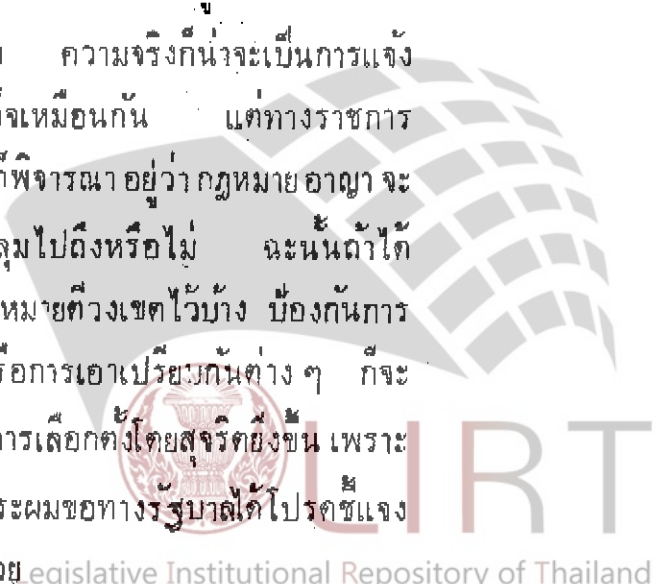 ความจริงก็น่าจะเป็นการแจ้ง
จเหมือนกัน แต่ทางราชการ
ก็พิจารณาอยู่ว่ากฎหมายอาญาจะ
ลุมไปถึงหรือไม่ ฉะนั้นถ้าได้
หมายตีวงเขตไว้บ้าง ป้องกันการ
รือการเอาเปรียบกันต่าง ๆ ก็จะ
การเลือกตั้งโดยสุจริตยิ่งขึ้น เพราะ
ระผมขอทางรัฐบาลได้โปรดชี้แจง
วย
LIRT
Legislative Institutional Repository of Thailand